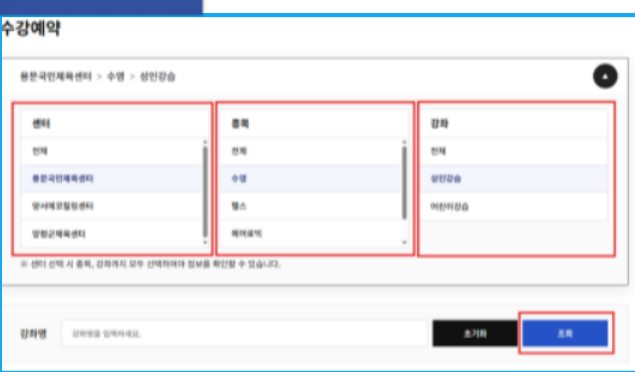 수강예약
용문국민체육센터 > 수영 > 성인강습
센터
전체
용문국민체육센터
양서에코힐링센터
양평군체육센터
종목
전체
수영
헬스
에어로빅
강좌
전체
성인강습
어린이강습
※ 센터 선택 시 종목, 강좌까지 모두 선택하여야 정보를 확인할 수 있습니다.
강좌명
강좌명을 입력하세요.
초기화
조회